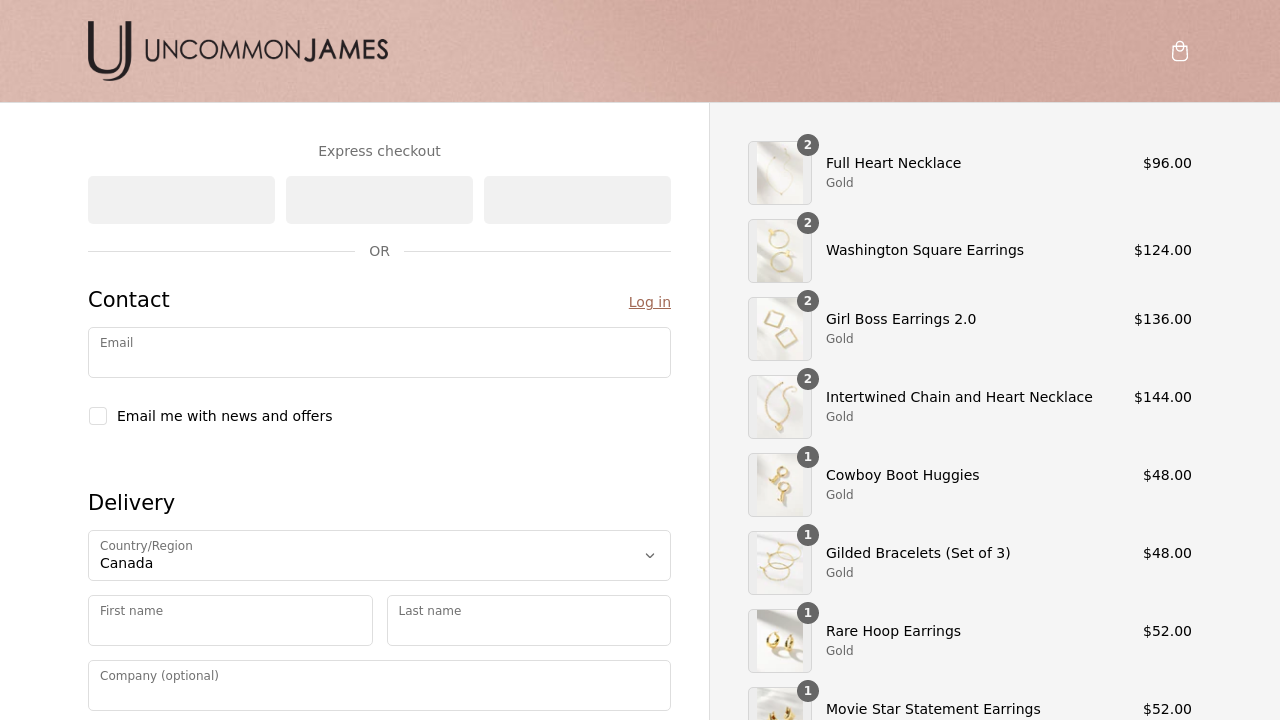 UNCOMMON JAMES
Express checkout
OR
Contact
Log in
Email
Email me with news and offers
Delivery
Country/Region
Canada
First name
Last name
Company (optional)
2
Full Heart Necklace
$96.00
Gold
2
Washington Square Earrings
$124.00
2
Girl Boss Earrings 2.0
$136.00
Gold
2
Intertwined Chain and Heart Necklace
$144.00
Gold
1
Cowboy Boot Huggies
$48.00
Gold
1
Gilded Bracelets (Set of 3)
$48.00
Gold
1
Rare Hoop Earrings
$52.00
Gold
1
Movie Star Statement Earrings
$52.00